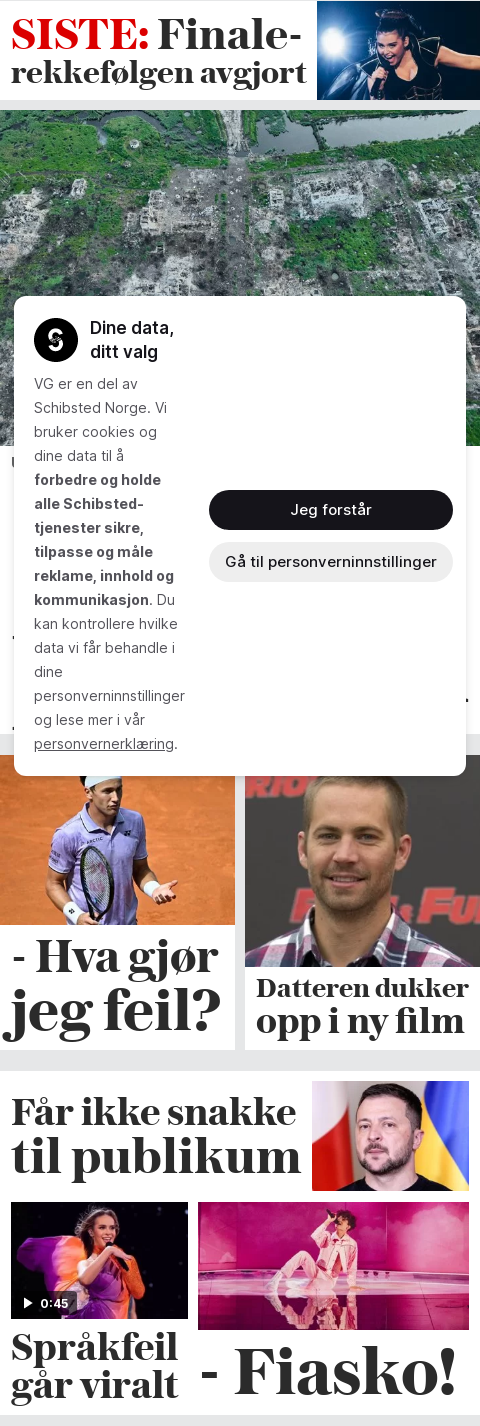 SISTE: Finale-
rekkefølgen avgjort
Dine data,
ditt valg
VG er en del av
Schibsted Norge. Vi
bruker cookies og
dine data til å
forbedre og holde
alle Schibsted-
tjenester sikre,
tilpasse og måle
reklame, innhold og
kommunikasjon. Du
kan kontrollere hvilke
data vi får behandle i
dine
personverninnstillinger
og lese mer i vår
personvernerklæring.
Jeg forstår
Gå til personverninnstillinger
- Hva gjør
jeg feil?
Datteren dukker
opp i ny film
Får ikke snakke
til publikum
0:45
Språkfeil
går viralt
- Fiasko!